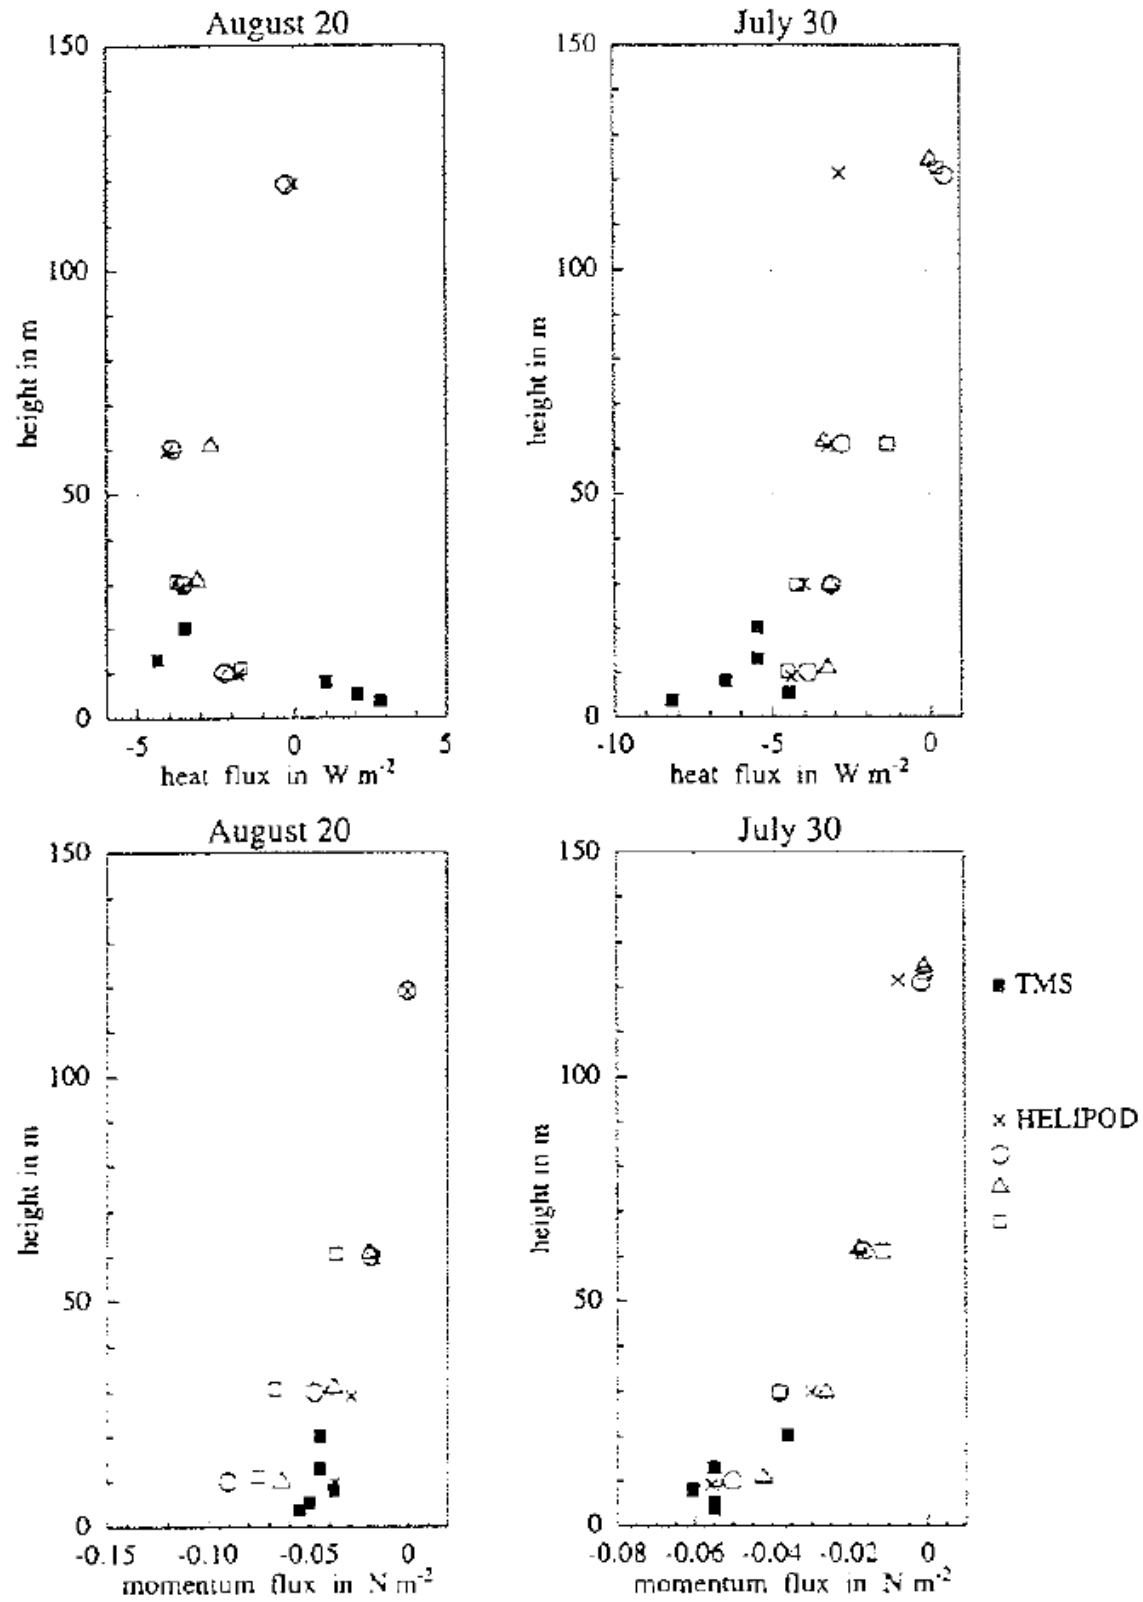 August 20
July 30
150
100
50
0
height in m
-5 0 5
heat flux in W m-2
150
100
50
0
height in m
-10 -5 0
heat flux in W m-2
August 20
July 30
150
100
50
0
height in m
-0.15 -0.10 -0.05 0
momentum flux in N m-2
150
100
50
0
height in m
-0.08 -0.06 -0.04 -0.02 0
momentum flux in N m-2
TMS
HELIPOD